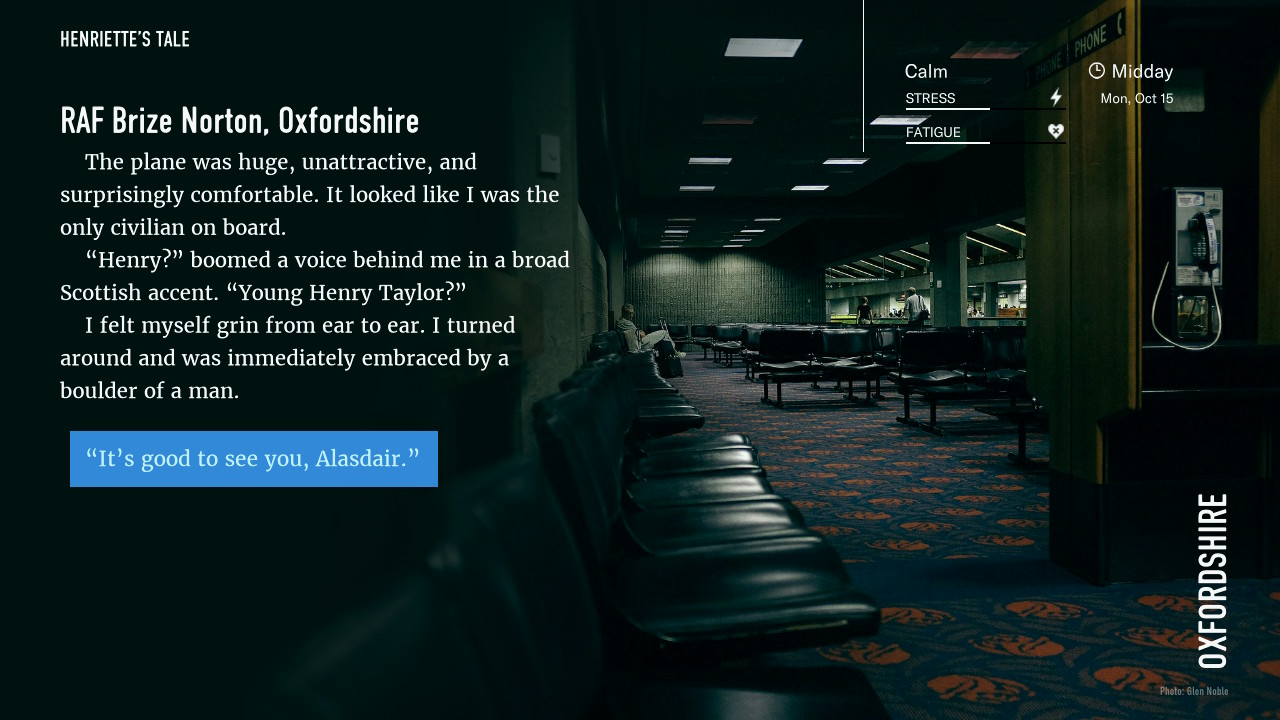 HENRIETTE’S TALE
RAF Brize Norton, Oxfordshire
The plane was huge, unattractive, and
surprisingly comfortable. It looked like I was the
only civilian on board.
“Henry?” boomed a voice behind me in a broad
Scottish accent. “Young Henry Taylor?”
I felt myself grin from ear to ear. I turned
around and was immediately embraced by a
boulder of a man.
“It’s good to see you, Alasdair.”
Calm
STRESS
FATIGUE
Midday
Mon, Oct 15
PHONE
PHONE
OXFORDSHIRE
Photo: Glen Noble